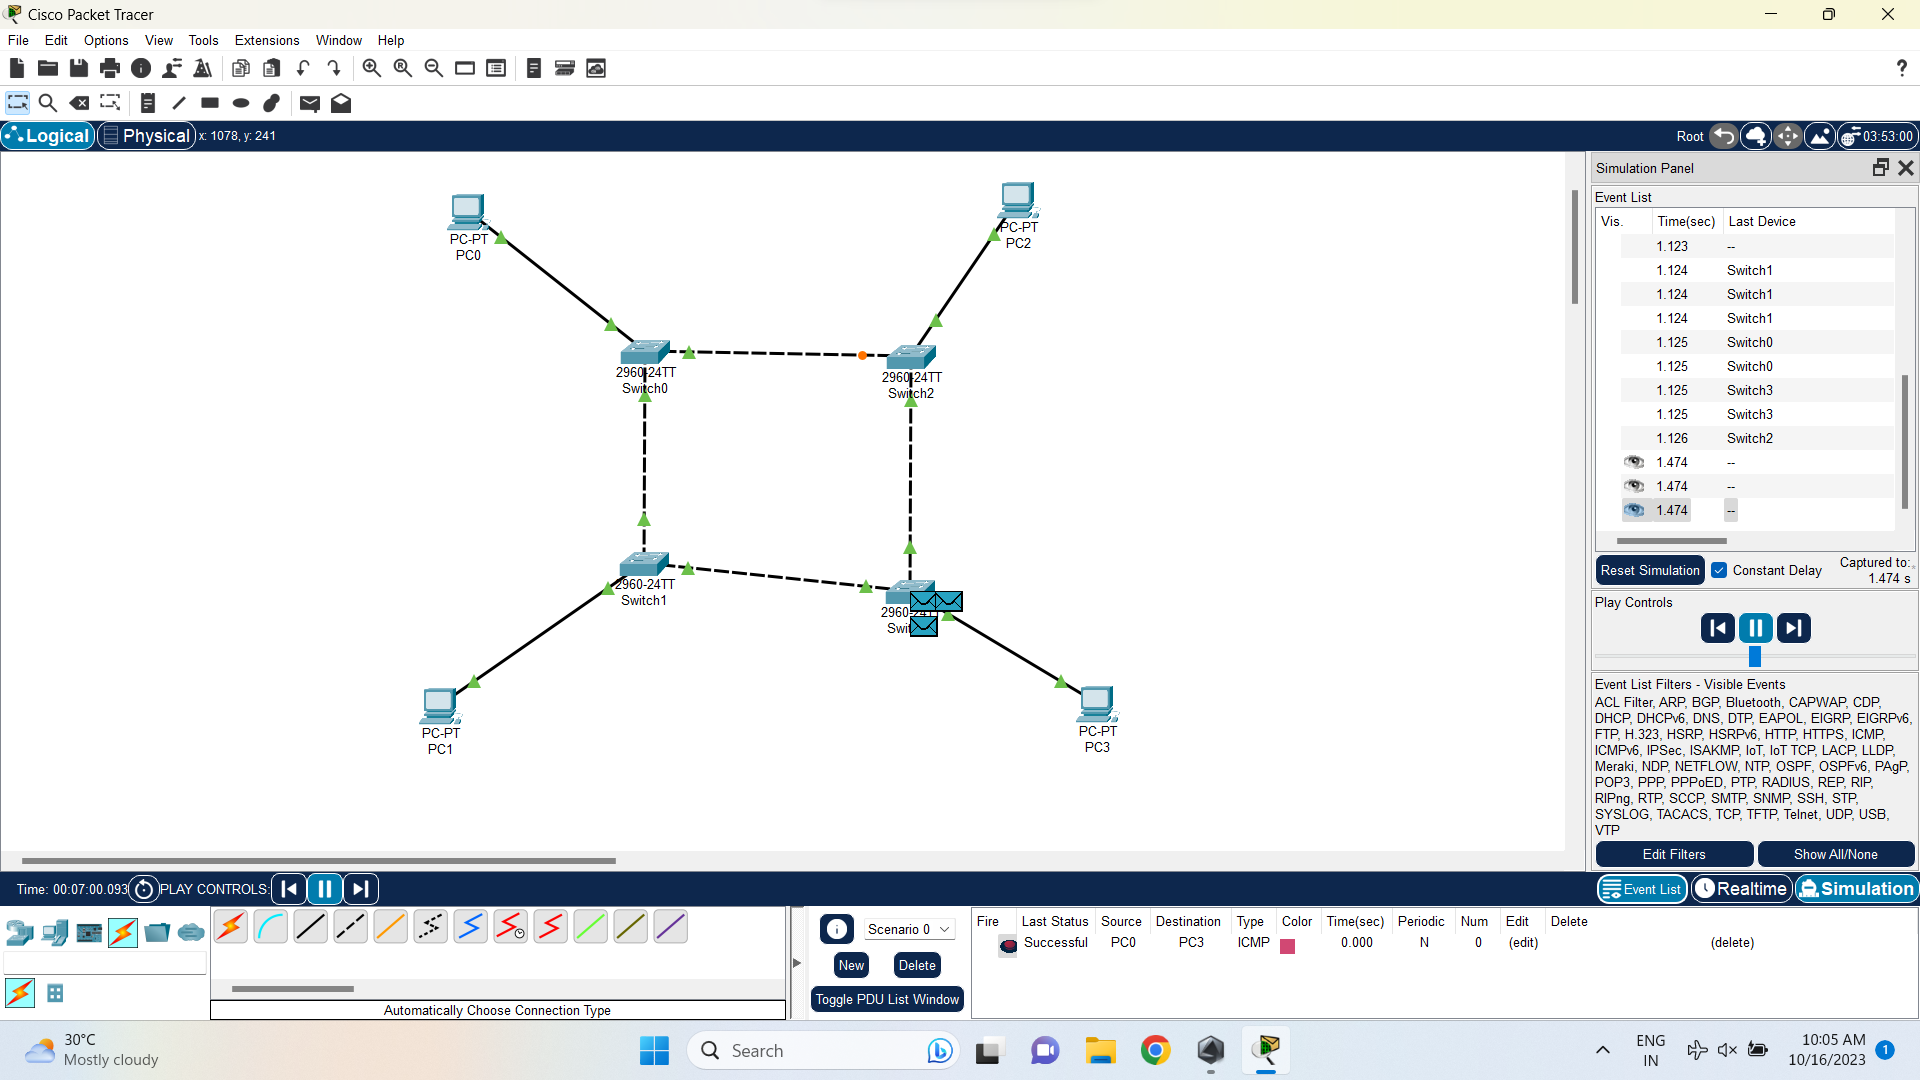 Cisco Packet Tracer
File Edit Options View Tools Extensions Window Help
?
Logical Physical x: 1078, y: 241
Root 03:53:00
PC-PT
PC0
PC-PT
PC2
2960-24TT
Switch0
2960-24TT
Switch2
2960-24TT
Switch1
PC-PT
PC1
PC-PT
PC3
Simulation Panel
Event List
Vis. Time(sec) Last Device
1.123 --
1.124 Switch1
1.124 Switch1
1.124 Switch1
1.125 Switch0
1.125 Switch0
1.125 Switch3
1.125 Switch3
1.126 Switch2
1.474 --
1.474 --
1.474 --
Reset Simulation Constant Delay Captured to:
1.474 s
Play Controls
Event List Filters - Visible Events
ACL Filter, ARP, BGP, Bluetooth, CAPWAP, CDP,
DHCP, DHCPv6, DNS, DTP, EAPOL, EIGRP, EIGRPv6,
FTP, H.323, HSRP, HSRPv6, HTTP, HTTPS, ICMP,
ICMPv6, IPSec, ISAKMP, IoT, IoT TCP, LACP, LLDP,
Meraki, NDP, NETFLOW, NTP, OSPF, OSPFv6, PAgP,
POP3, PPP, PPPoED, PTP, RADIUS, REP, RIP,
RIPng, RTP, SCCP, SMTP, SNMP, SSH, STP,
SYSLOG, TACACS, TCP, TFTP, Telnet, UDP, USB,
VTP
Edit Filters Show All/None
Time: 00:07:00.093 PLAY CONTROLS:
Event List Realtime Simulation
Automatically Choose Connection Type
Scenario 0
New Delete
Toggle PDU List Window
Fire Last Status Source Destination Type Color Time(sec) Periodic Num Edit Delete
Successful PC0 PC3 ICMP 0.000 N 0 (edit) (delete)
30°C
Mostly cloudy
Search
ENG
IN
10:05 AM
10/16/2023
1